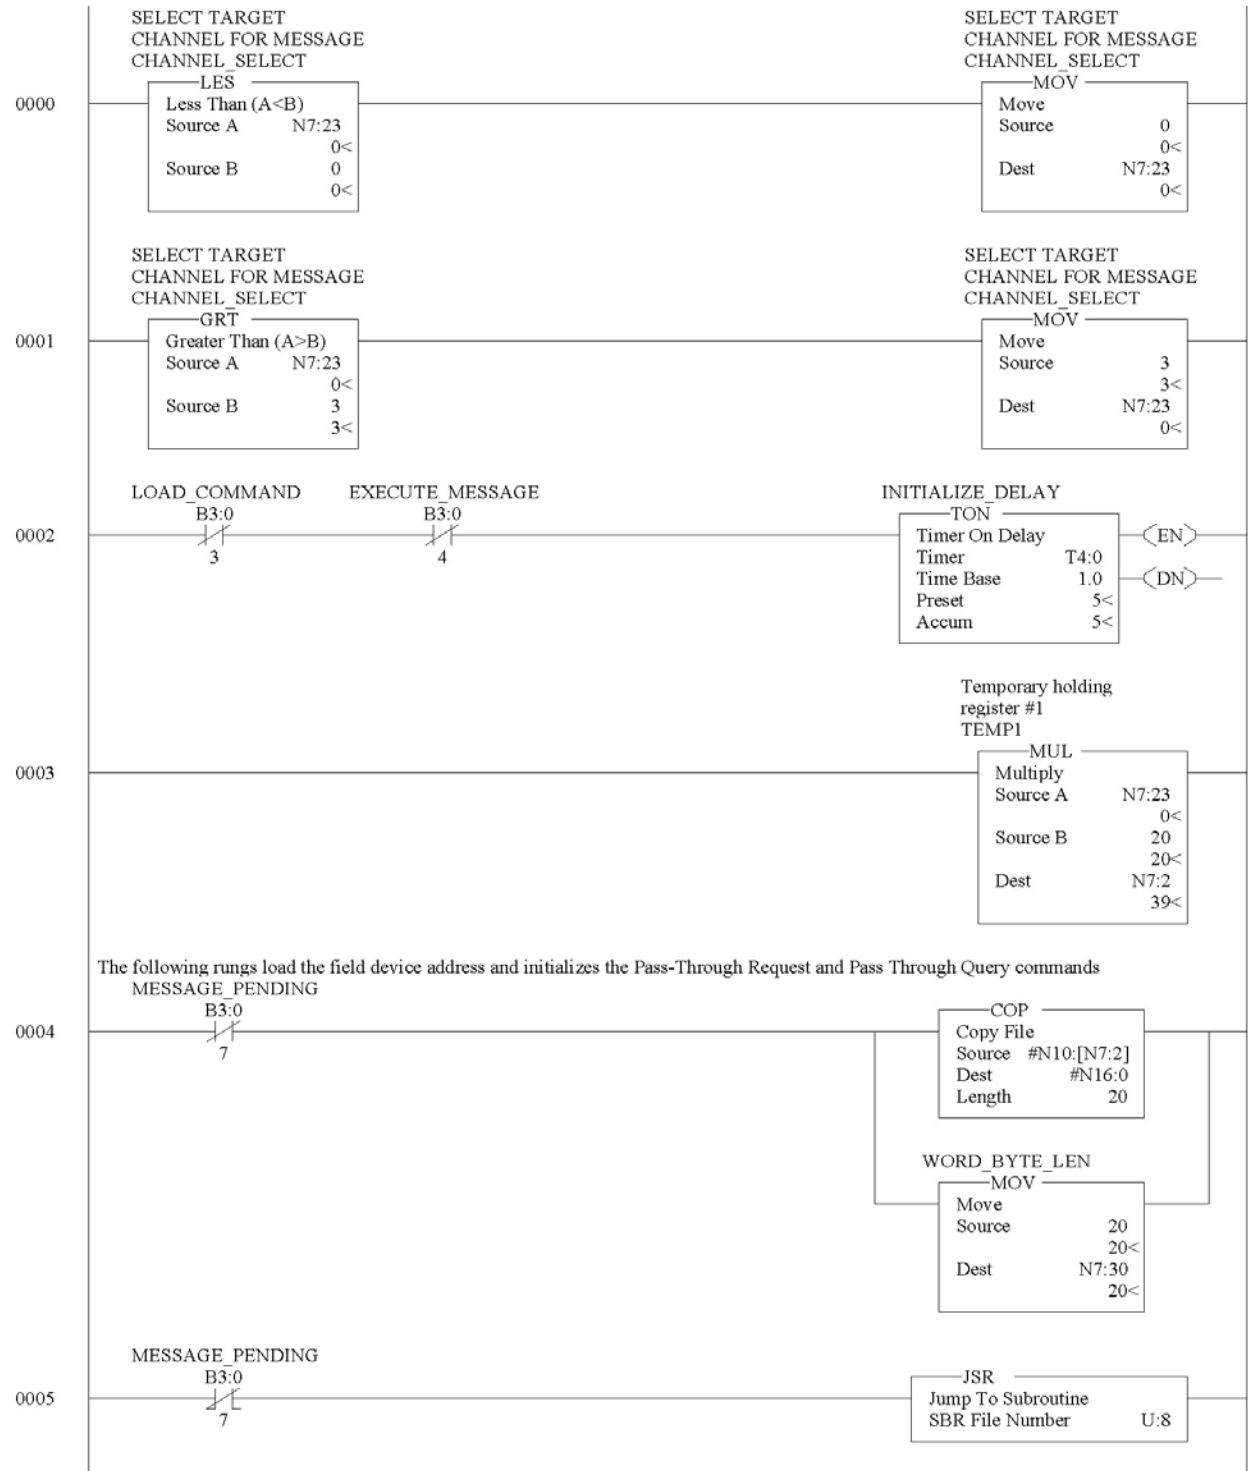 SELECT TARGET
CHANNEL FOR MESSAGE
CHANNEL_SELECT
LES
0000
Less Than (A<B)
Source A N7:23
0<
Source B 0
0<
SELECT TARGET
CHANNEL FOR MESSAGE
CHANNEL_SELECT
MOV
Move
Source 0
0<
Dest N7:23
0<
SELECT TARGET
CHANNEL FOR MESSAGE
CHANNEL_SELECT
GRT
0001
Greater Than (A>B)
Source A N7:23
0<
Source B 3
3<
SELECT TARGET
CHANNEL FOR MESSAGE
CHANNEL_SELECT
MOV
Move
Source 3
3<
Dest N7:23
0<
0002
LOAD_COMMAND
B3:0
3
EXECUTE_MESSAGE
B3:0
4
INITIALIZE_DELAY
TON
Timer On Delay
Timer T4:0
Time Base 1.0
Preset 5<
Accum 5<
EN
DN
0003
Temporary holding
register #1
TEMP1
MUL
Multiply
Source A N7:23
0<
Source B 20
20<
Dest N7:2
39<
The following rungs load the field device address and initializes the Pass-Through Request and Pass Through Query commands
MESSAGE_PENDING
B3:0
0004
7
COP
Copy File
Source #N10:[N7:2]
Dest #N16:0
Length 20
WORD_BYTE_LEN
MOV
Move
Source 20
20<
Dest N7:30
20<
MESSAGE_PENDING
B3:0
0005
7
JSR
Jump To Subroutine
SBR File Number U:8